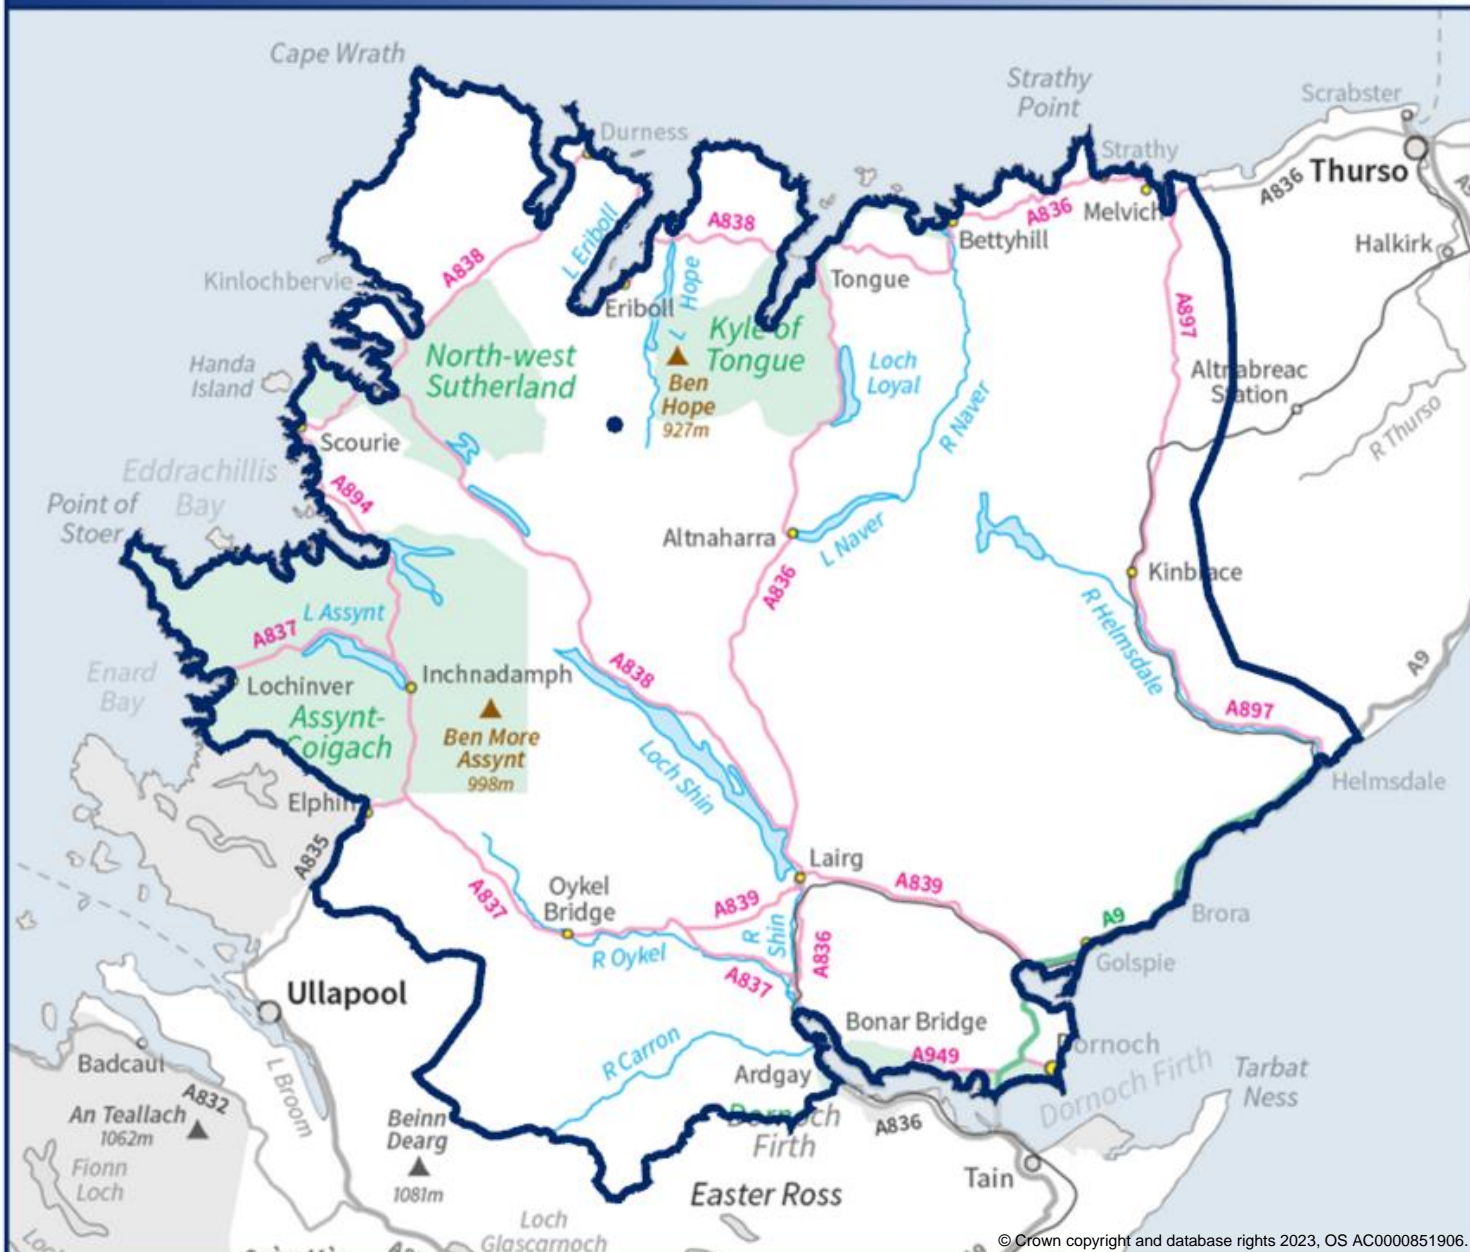 Cape Wrath
Strathy
Point
Scrabster
Durness
Strathy
Thurso
A836
A836
Melvich
A838
Bettyhill
Halkirk
L Eriboll
A838
Kinlochbervie
L Hope
Tongue
Eriboll
A897
Kyle of
Tongue
North-west
Sutherland
Handa
Island
Loch
Loyal
Altnabreac
Station
Ben
Hope
927m
R Naver
R Thurso
Scourie
Eddrachillis
Bay
A894
Point of
Stoer
Altnaharra
L Naver
A836
Kinbrace
R Helmsdale
L Assynt
A837
Enard
Bay
Lochinver
Inchnadamph
A838
A9
A897
Assynt-
Coigach
Ben More
Assynt
998m
Loch Shin
Helmsdale
Elphin
A835
Lairg
A839
Oykel
Bridge
A837
A839
A9
Brora
R
Shin
A836
R Oykel
A837
Golspie
Ullapool
Bonar Bridge
A949
Dornoch
R Carron
Ardgay
Badcaul
L Broom
A832
Dornoch Firth
Tarbat
Ness
An Teallach
1062m
Beinn
Dearg
1081m
Dornoch
Firth
A836
Fionn
Loch
Tain
Easter Ross
Loch
Glascarnoch
© Crown copyright and database rights 2023, OS AC0000851906.